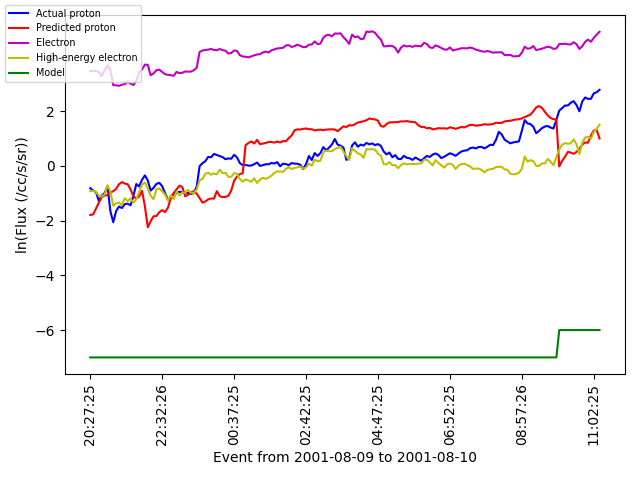 Actual proton
Predicted proton
Electron
High-energy electron
Model
ln(Flux (/cc/s/sr))
2
0
−2
−4
−6
20:27:25
22:32:26
00:37:25
02:42:25
04:47:25
06:52:25
08:57:26
11:02:25
Event from 2001-08-09 to 2001-08-10